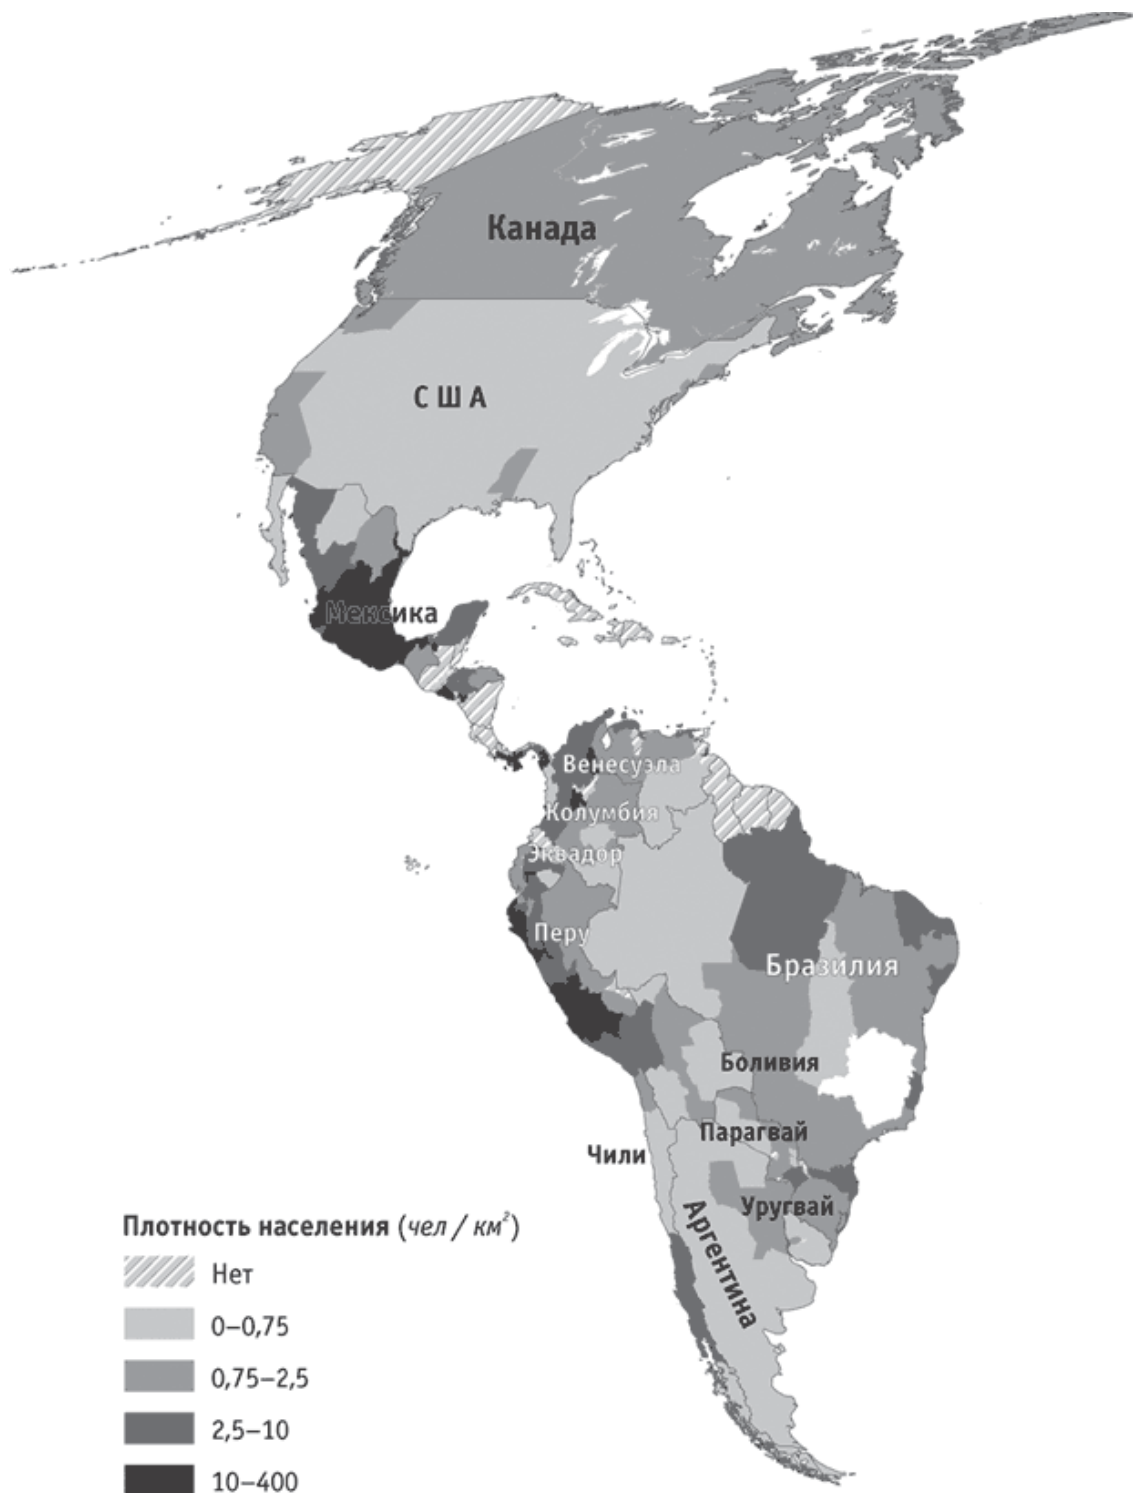 Канада
США
Мексика
Венесуэла
Колумбия
Эквадор
Перу
Бразилия
Боливия
Парагвай
Чили
Уругвай
Аргентина
Плотность населения (чел / км²)
Нет
0–0,75
0,75–2,5
2,5–10
10–400